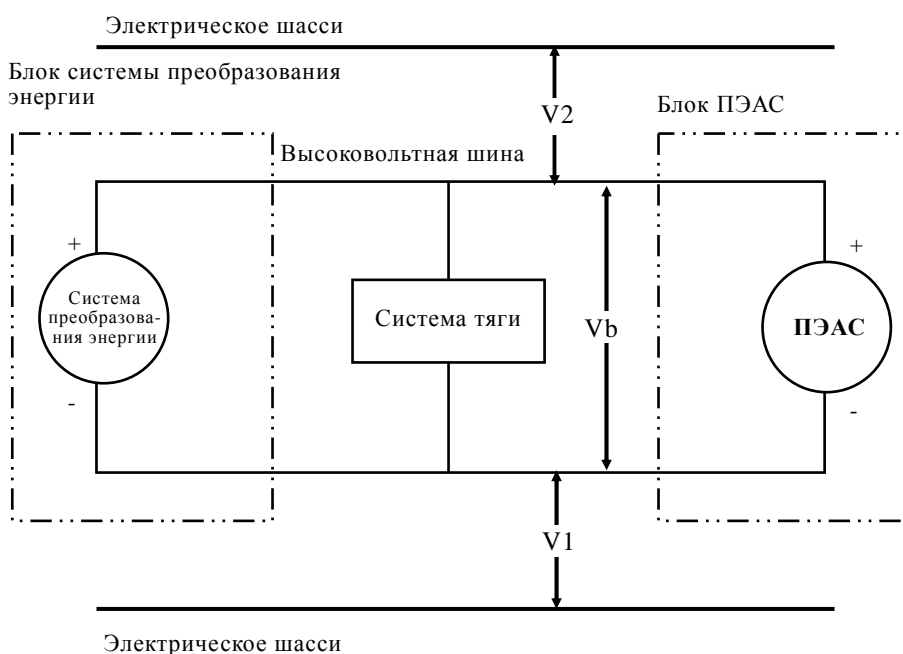 Электрическое шасси
Блок системы преобразования
энергии
V2
Блок ПЭАС
Высоковольтная шина
+
+
Система
преобразова-
ния энергии
Система тяги
Vb
ПЭАС
-
-
V1
Электрическое шасси